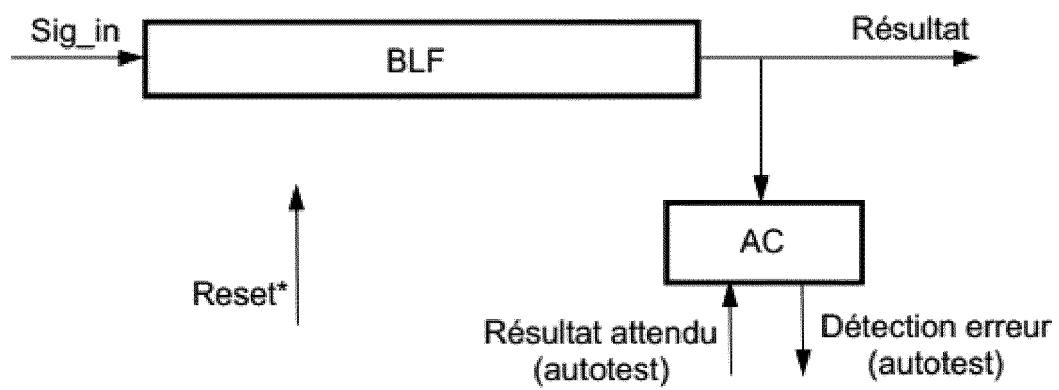 Sig_in
BLF
Résultat
AC
Reset*
Résultat attendu
(autotest)
Détection erreur
(autotest)